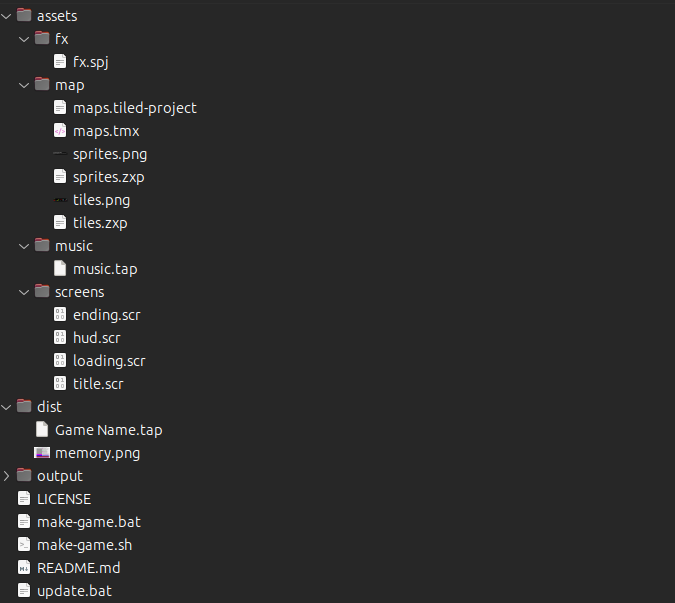 assets
fx
fx.spj
map
maps.tiled-project
maps.tmx
sprites.png
sprites.zxp
tiles.png
tiles.zxp
music
music.tap
screens
ending.scr
hud.scr
loading.scr
title.scr
dist
Game Name.tap
memory.png
output
LICENSE
make-game.bat
make-game.sh
README.md
update.bat